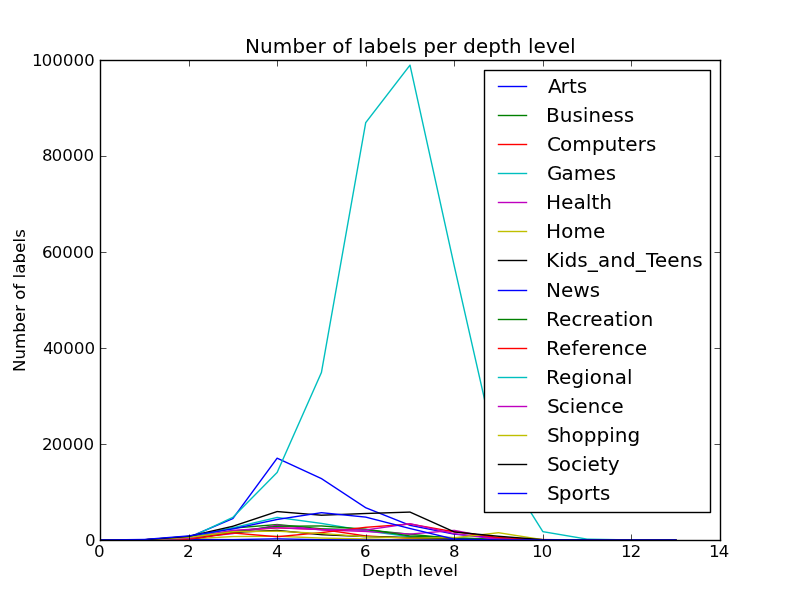 Number of labels per depth level
100000
80000
60000
40000
20000
0
Number of labels
0 2 4 6 8 10 12 14
Depth level
Arts
Business
Computers
Games
Health
Home
Kids_and_Teens
News
Recreation
Reference
Regional
Science
Shopping
Society
Sports